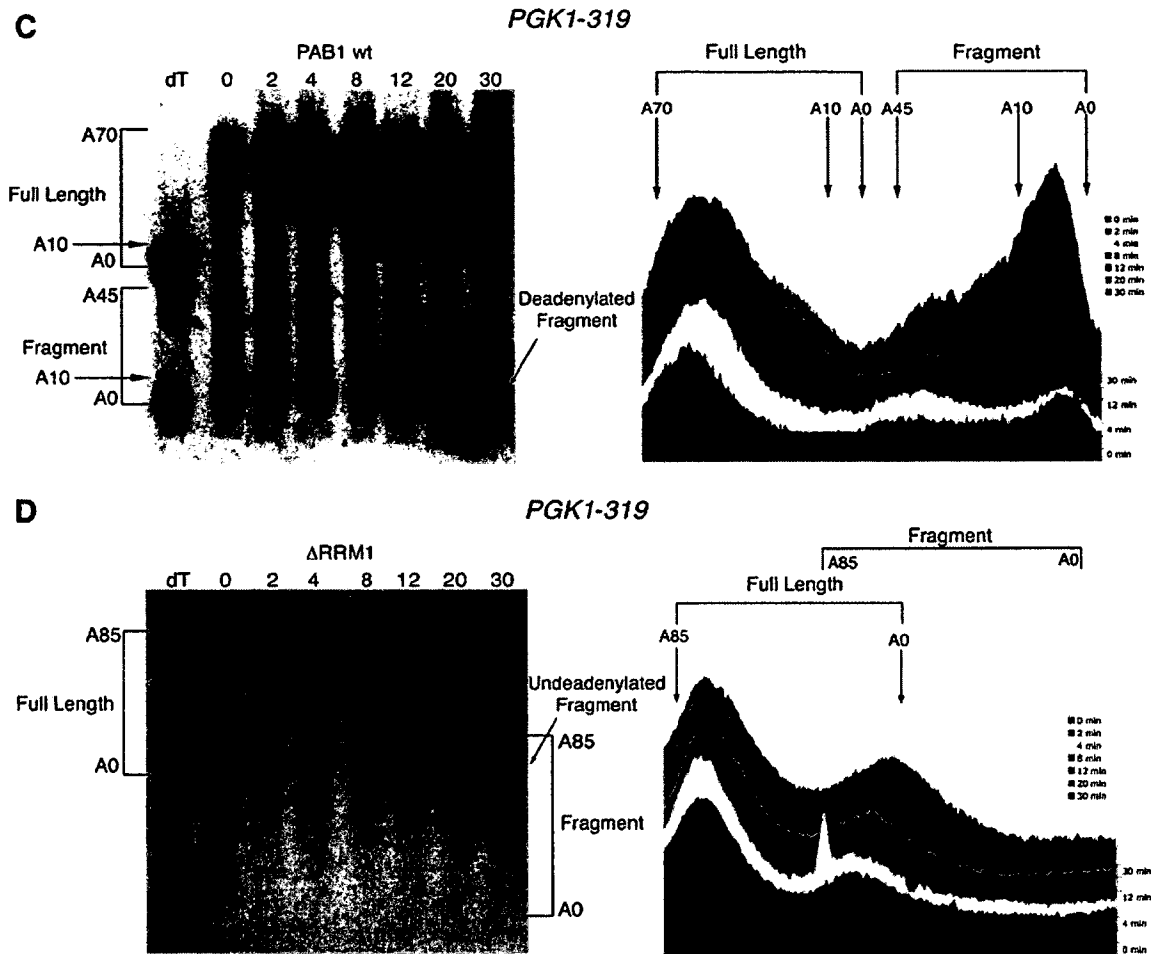 C
PGK1-319
PAB1 wt
dT 0 2 4 8 12 20 30
A70
Full Length
A10
A0
A45
Fragment
A10
A0
Deadenylated
Fragment
Full Length Fragment
A70 A10 A0 A45 A10 A0
0 min
2 min
4 min
8 min
12 min
20 min
30 min
30 min
12 min
4 min
0 min
D
PGK1-319
ΔRRM1
dT 0 2 4 8 12 20 30
A85
Full Length
A0
Undeadenylated
Fragment
A85
Fragment
A0
Fragment
A85 A0
Full Length
A85 A0
0 min
2 min
4 min
8 min
12 min
20 min
30 min
30 min
12 min
4 min
0 min